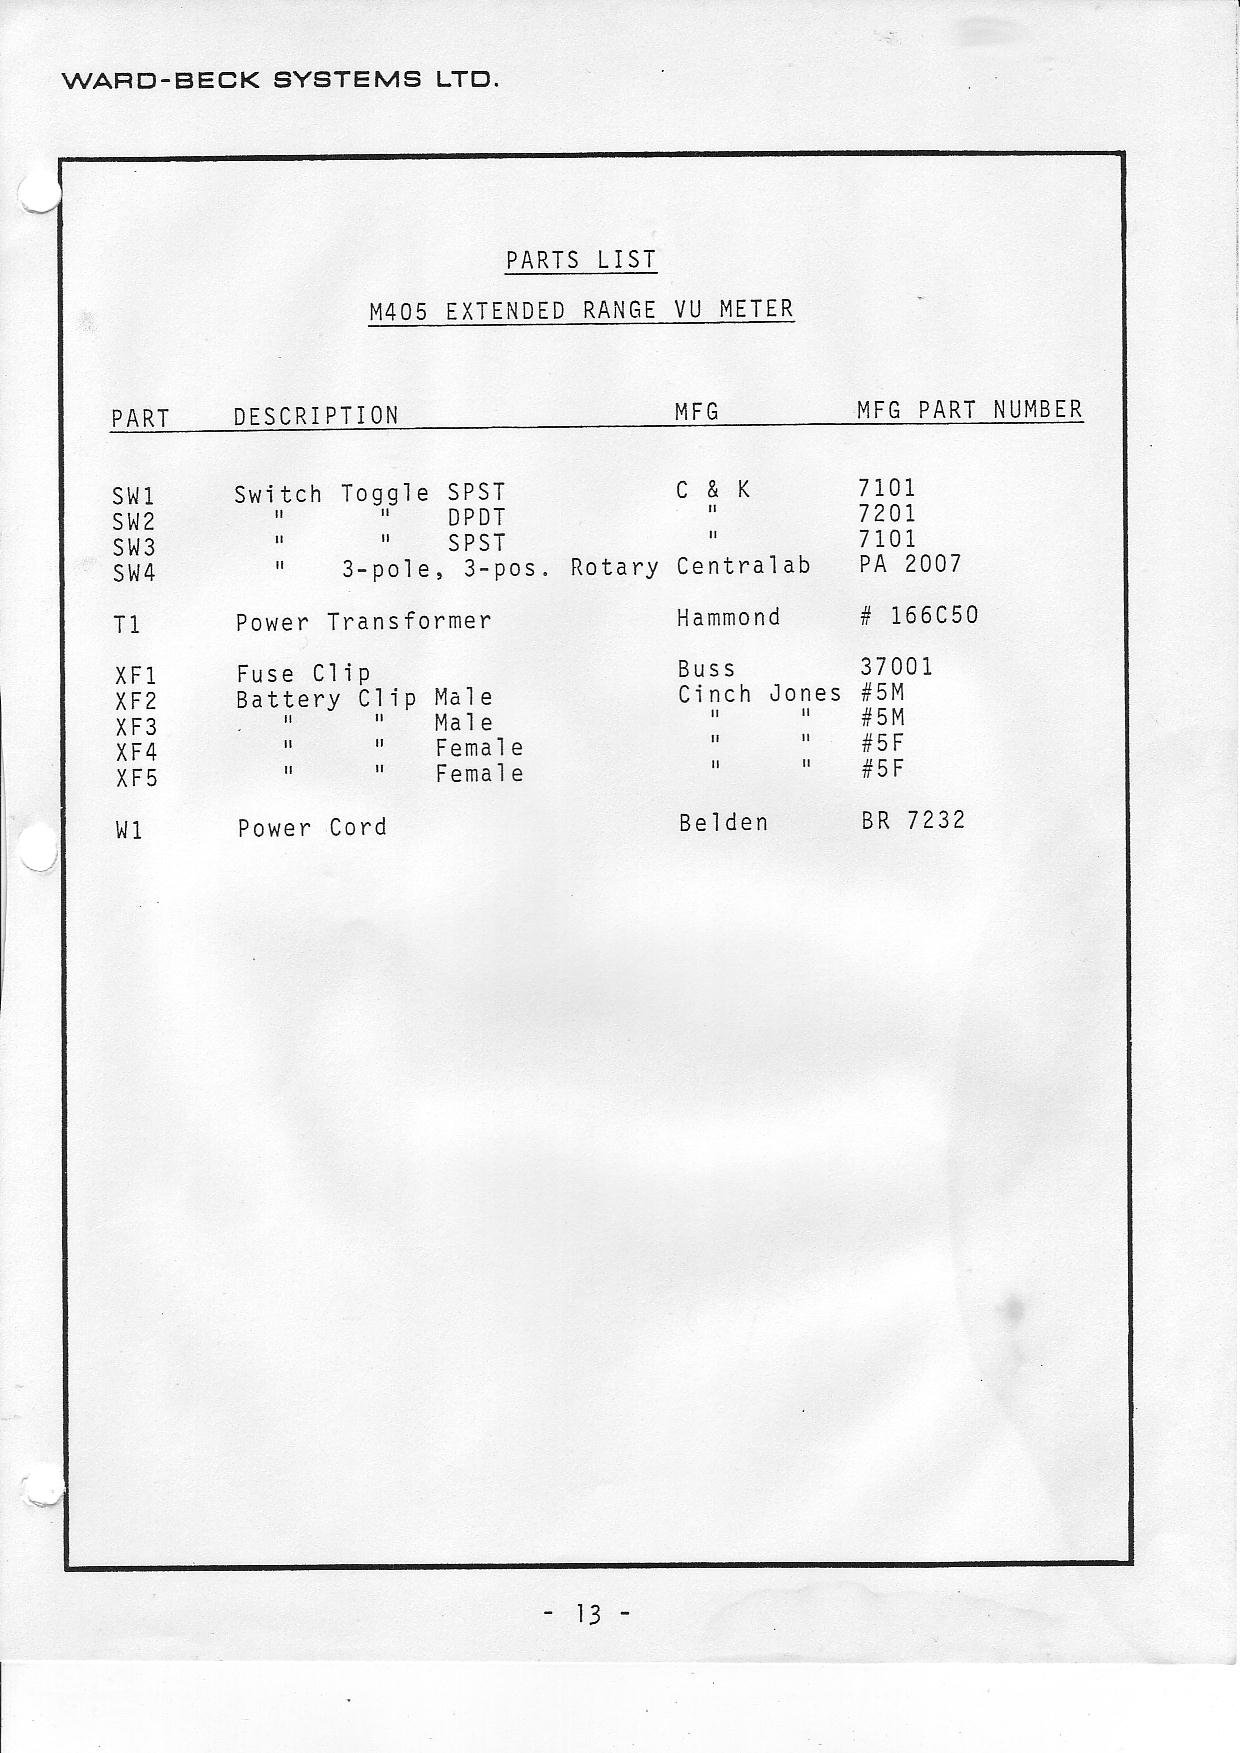 WARD-BECK SYSTEMS LTD.
PARTS LIST
M405 EXTENDED RANGE VU METER
PART DESCRIPTION MFG MFG PART NUMBER
SW1 Switch Toggle SPST C & K 7101
SW2 " " DPDT " 7201
SW3 " " SPST " 7101
SW4 " 3-pole, 3-pos. Rotary Centralab PA 2007
T1 Power Transformer Hammond # 166C50
XF1 Fuse Clip Buss 37001
XF2 Battery Clip Male Cinch Jones #5M
XF3 " " Male " " #5M
XF4 " " Female " " #5F
XF5 " " Female " " #5F
W1 Power Cord Belden BR 7232
- 13 -